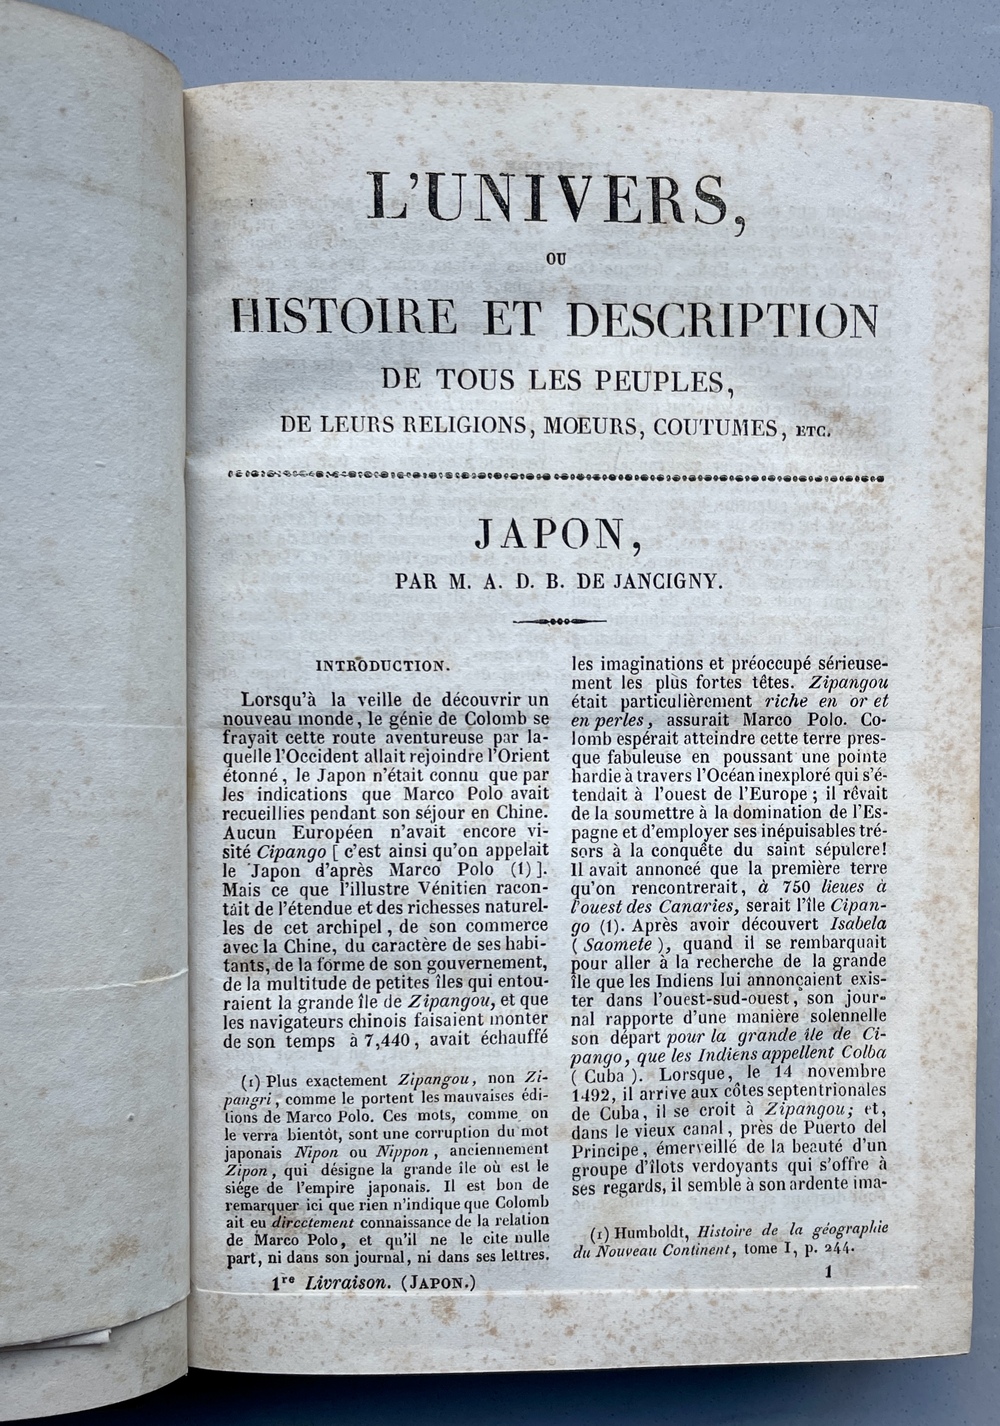 L'UNIVERS,
OU
HISTOIRE ET DESCRIPTION
DE TOUS LES PEUPLES,
DE LEURS RELIGIONS, MOEURS, COUTUMES, ETC.
JAPON,
PAR M. A. D. B. DE JANCIGNY.
INTRODUCTION.
Lorsqu'à la veille de découvrir un
nouveau monde, le génie de Colomb se
frayait cette route aventureuse par la-
quelle l'Occident allait rejoindre l'Orient
étonné, le Japon n'était connu que par
les indications que Marco Polo avait
recueillies pendant son séjour en Chine.
Aucun Européen n'avait encore vi-
sité Cipango [ c'est ainsi qu'on appelait
le Japon d'après Marco Polo (1) ].
Mais ce que l'illustre Vénitien racon-
tait de l'étendue et des richesses naturel-
les de cet archipel, de son commerce
avec la Chine, du caractère de ses habi-
tants, de la forme de son gouvernement,
de la multitude de petites îles qui entou-
raient la grande île de Zipangou, et que
les navigateurs chinois faisaient monter
de son temps à 7,440, avait échauffé
(1) Plus exactement Zipangou, non Zi-
pangri, comme le portent les mauvaises édi-
tions de Marco Polo. Ces mots, comme on
le verra bientôt, sont une corruption du mot
japonais Nipon ou Nippon, anciennement
Zipon, qui désigne la grande île où est le
siége de l'empire japonais. Il est bon de
remarquer ici que rien n'indique que Colomb
ait eu directement connaissance de la relation
de Marco Polo, et qu'il ne le cite nulle
part, ni dans son journal, ni dans ses lettres.
1re Livraison. (JAPON.)
les imaginations et préoccupé sérieuse-
ment les plus fortes têtes. Zipangou
était particulièrement riche en or et
en perles, assurait Marco Polo. Co-
lomb espérait atteindre cette terre pres-
que fabuleuse en poussant une pointe
hardie à travers l'Océan inexploré qui s'é-
tendait à l'ouest de l'Europe ; il rêvait
de la soumettre à la domination de l'Es-
pagne et d'employer ses inépuisables tré-
sors à la conquête du saint sépulcre!
Il avait annoncé que la première terre
qu'on rencontrerait, à 750 lieues à
l'ouest des Canaries, serait l'île Cipan-
go (1). Après avoir découvert Isabela
( Saomete ), quand il se rembarquait
pour aller à la recherche de la grande
île que les Indiens lui annonçaient exis-
ter dans l'ouest-sud-ouest, son jour-
nal rapporte d'une manière solennelle
son départ pour la grande île de Ci-
pango, que les Indiens appellent Colba
( Cuba ). Lorsque, le 14 novembre
1492, il arrive aux côtes septentrionales
de Cuba, il se croit à Zipangou; et,
dans le vieux canal, près de Puerto del
Principe, émerveillé de la beauté d'un
groupe d'îlots verdoyants qui s'offre à
ses regards, il semble à son ardente ima-
(1) Humboldt, Histoire de la géographie
du Nouveau Continent, tome I, p. 244.
1